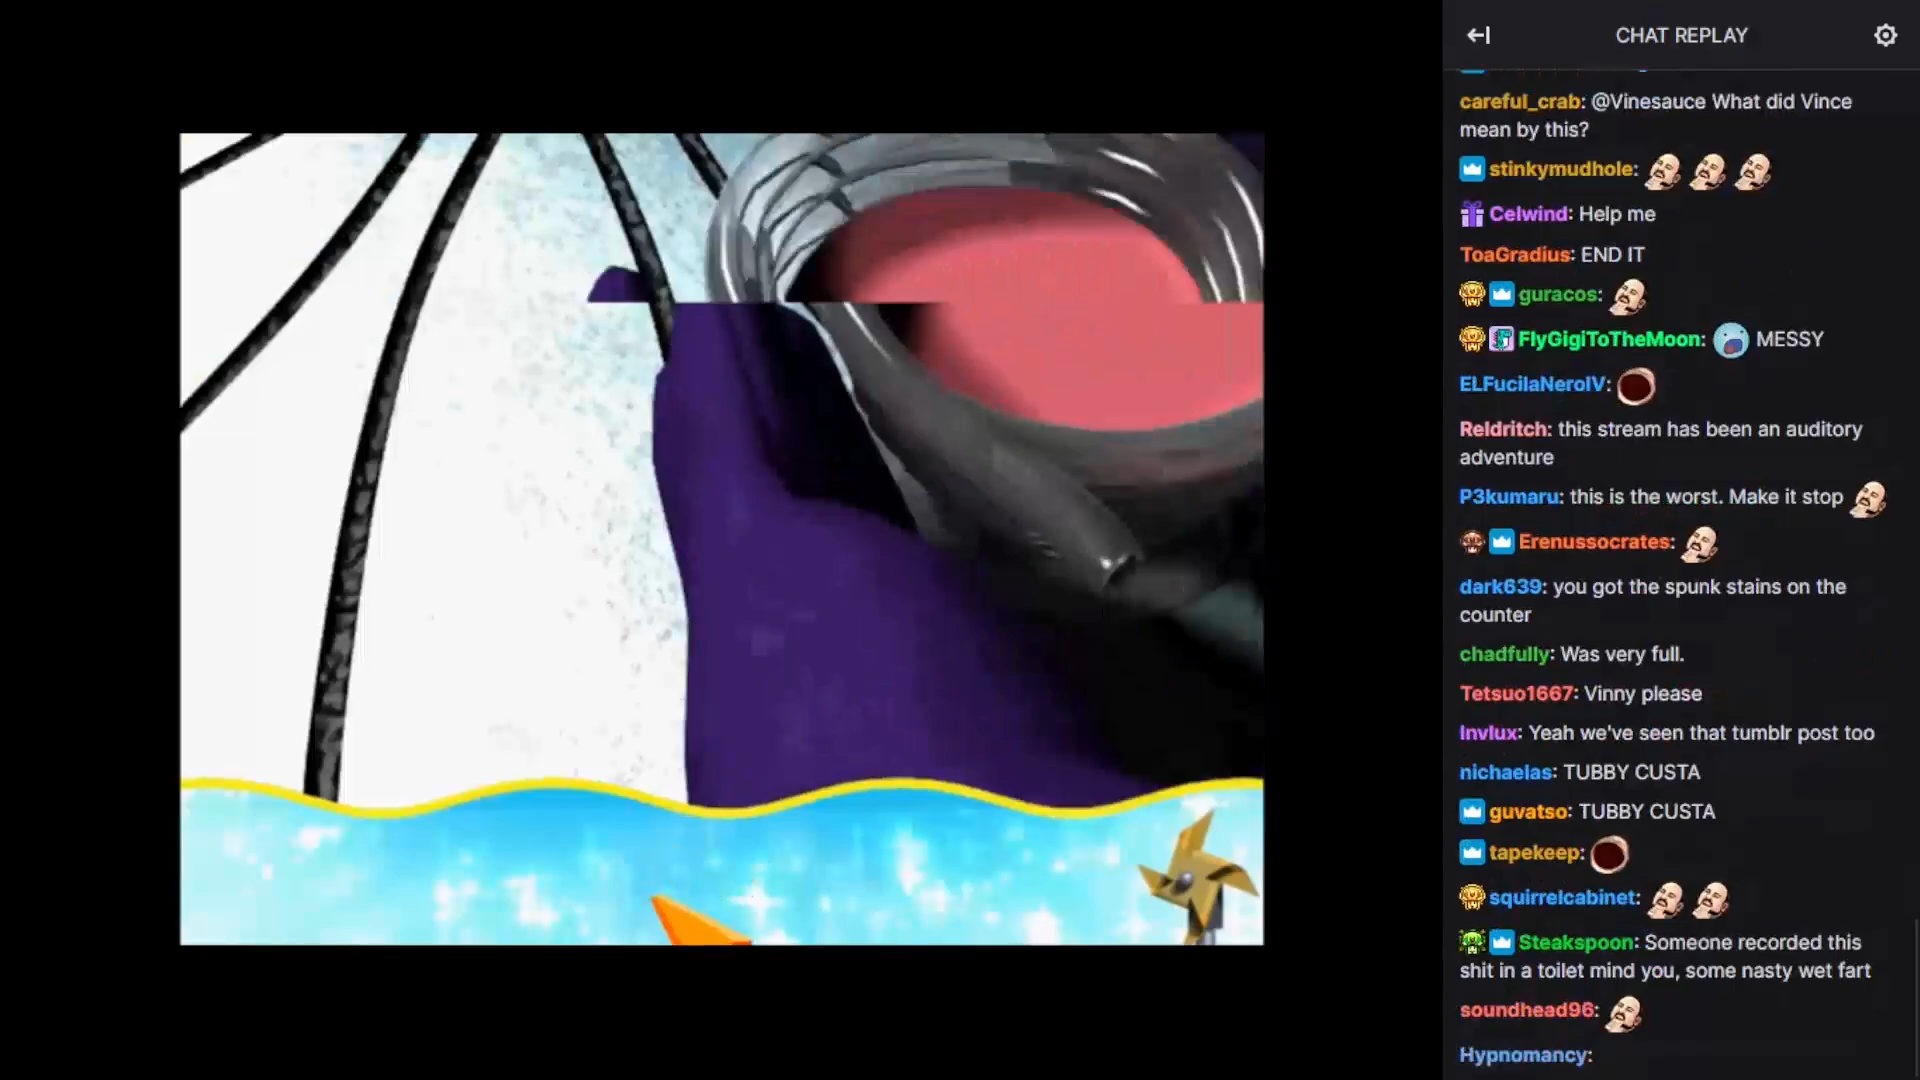 CHAT REPLAY
careful_crab: @Vinesauce What did Vince
mean by this?
stinkymudhole:
Celwind: Help me
ToaGradius: END IT
guracos:
FlyGigiToTheMoon: MESSY
ELFucilaNeroIV:
Reldritch: this stream has been an auditory
adventure
P3kumaru: this is the worst. Make it stop
Erenussocrates:
dark639: you got the spunk stains on the
counter
chadfully: Was very full.
Tetsuo1667: Vinny please
Invlux: Yeah we've seen that tumblr post too
nichaelas: TUBBY CUSTA
guvatso: TUBBY CUSTA
tapekeep:
squirrelcabinet:
Steakspoon: Someone recorded this
shit in a toilet mind you, some nasty wet fart
soundhead96:
Hypnomancy: